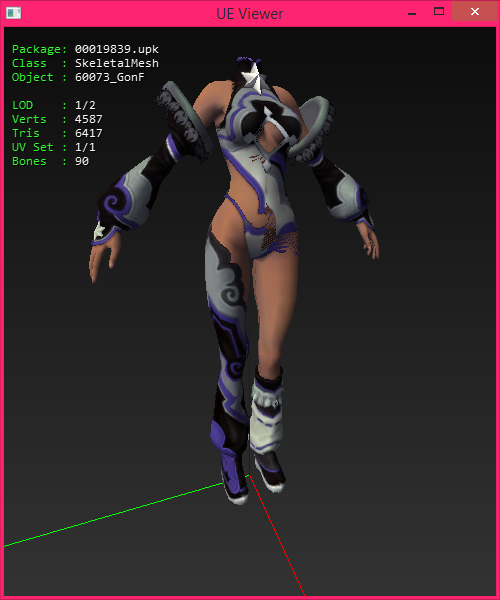 UE Viewer
Package: 00019839.upk
Class : SkeletalMesh
Object : 60073_GonF
LOD : 1/2
Verts : 4587
Tris : 6417
UV Set : 1/1
Bones : 90